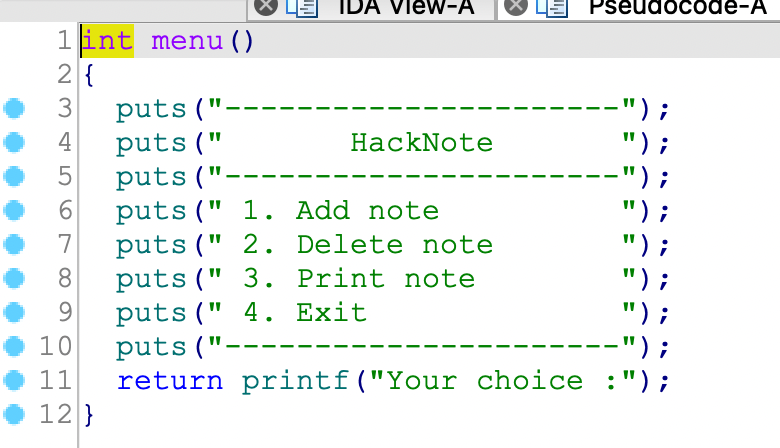 IDA View-A Pseudocode-A
1 int menu()
2 {
3   puts("----------------------");
4   puts("       HackNote       ");
5   puts("----------------------");
6   puts(" 1. Add note          ");
7   puts(" 2. Delete note       ");
8   puts(" 3. Print note        ");
9   puts(" 4. Exit              ");
10   puts("----------------------");
11   return printf("Your choice :");
12 }